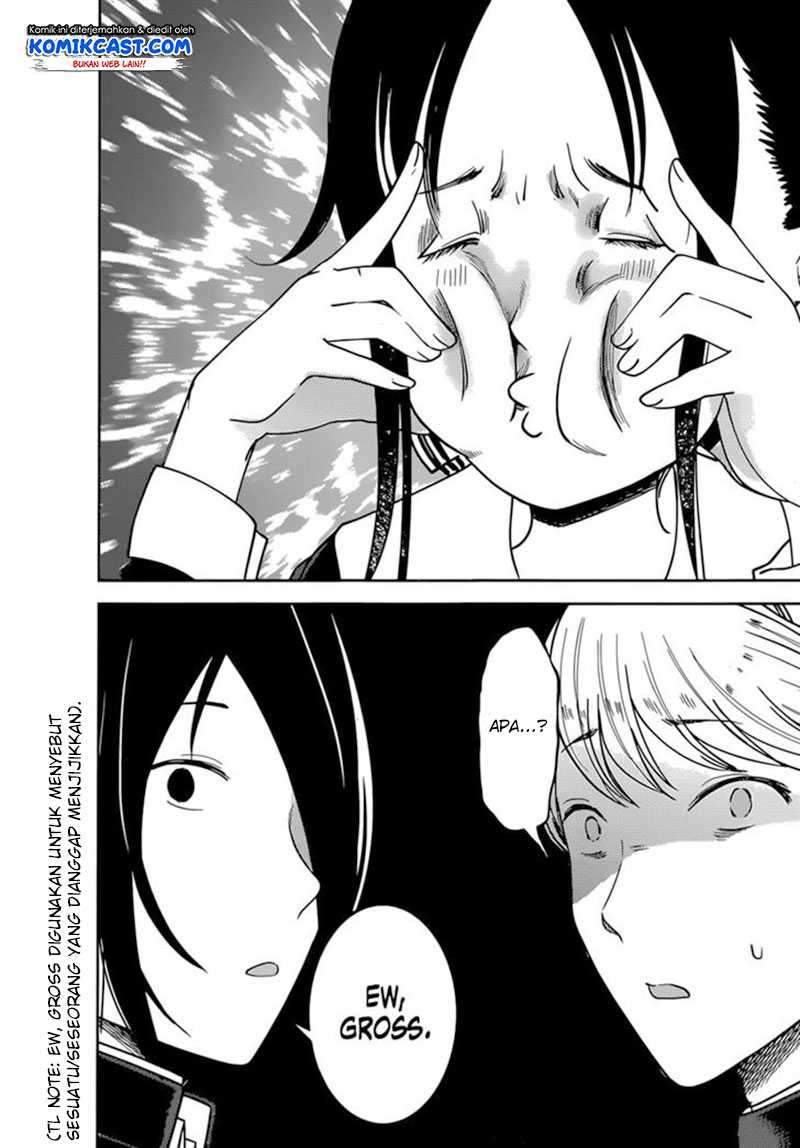 Komik ini diterjemahkan & diedit oleh
KOMIKCAST.COM
BUKAN WEB LAIN!!
APA...?
EW,
GROSS.
(TL NOTE: EW, GROSS DIGUNAKAN UNTUK MENYEBUT
SESUATU/SESEORANG YANG DIANGGAP MENJIJIKKAN).